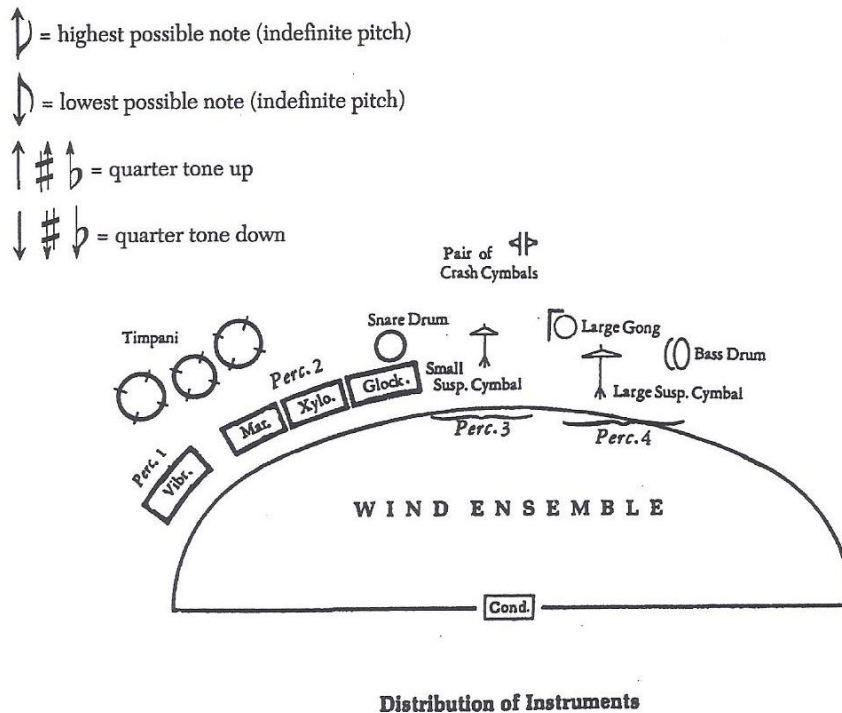 = highest possible note (indefinite pitch)
= lowest possible note (indefinite pitch)
= quarter tone up
= quarter tone down
Pair of
Crash Cymbals
Timpani
Snare Drum
Large Gong
Bass Drum
Perc. 2
Small
Susp. Cymbal
Large Susp. Cymbal
Mar.
Xylo.
Glock.
Perc. 3
Perc. 4
Perc. 1
Vibr.
WIND ENSEMBLE
Cond.
Distribution of Instruments